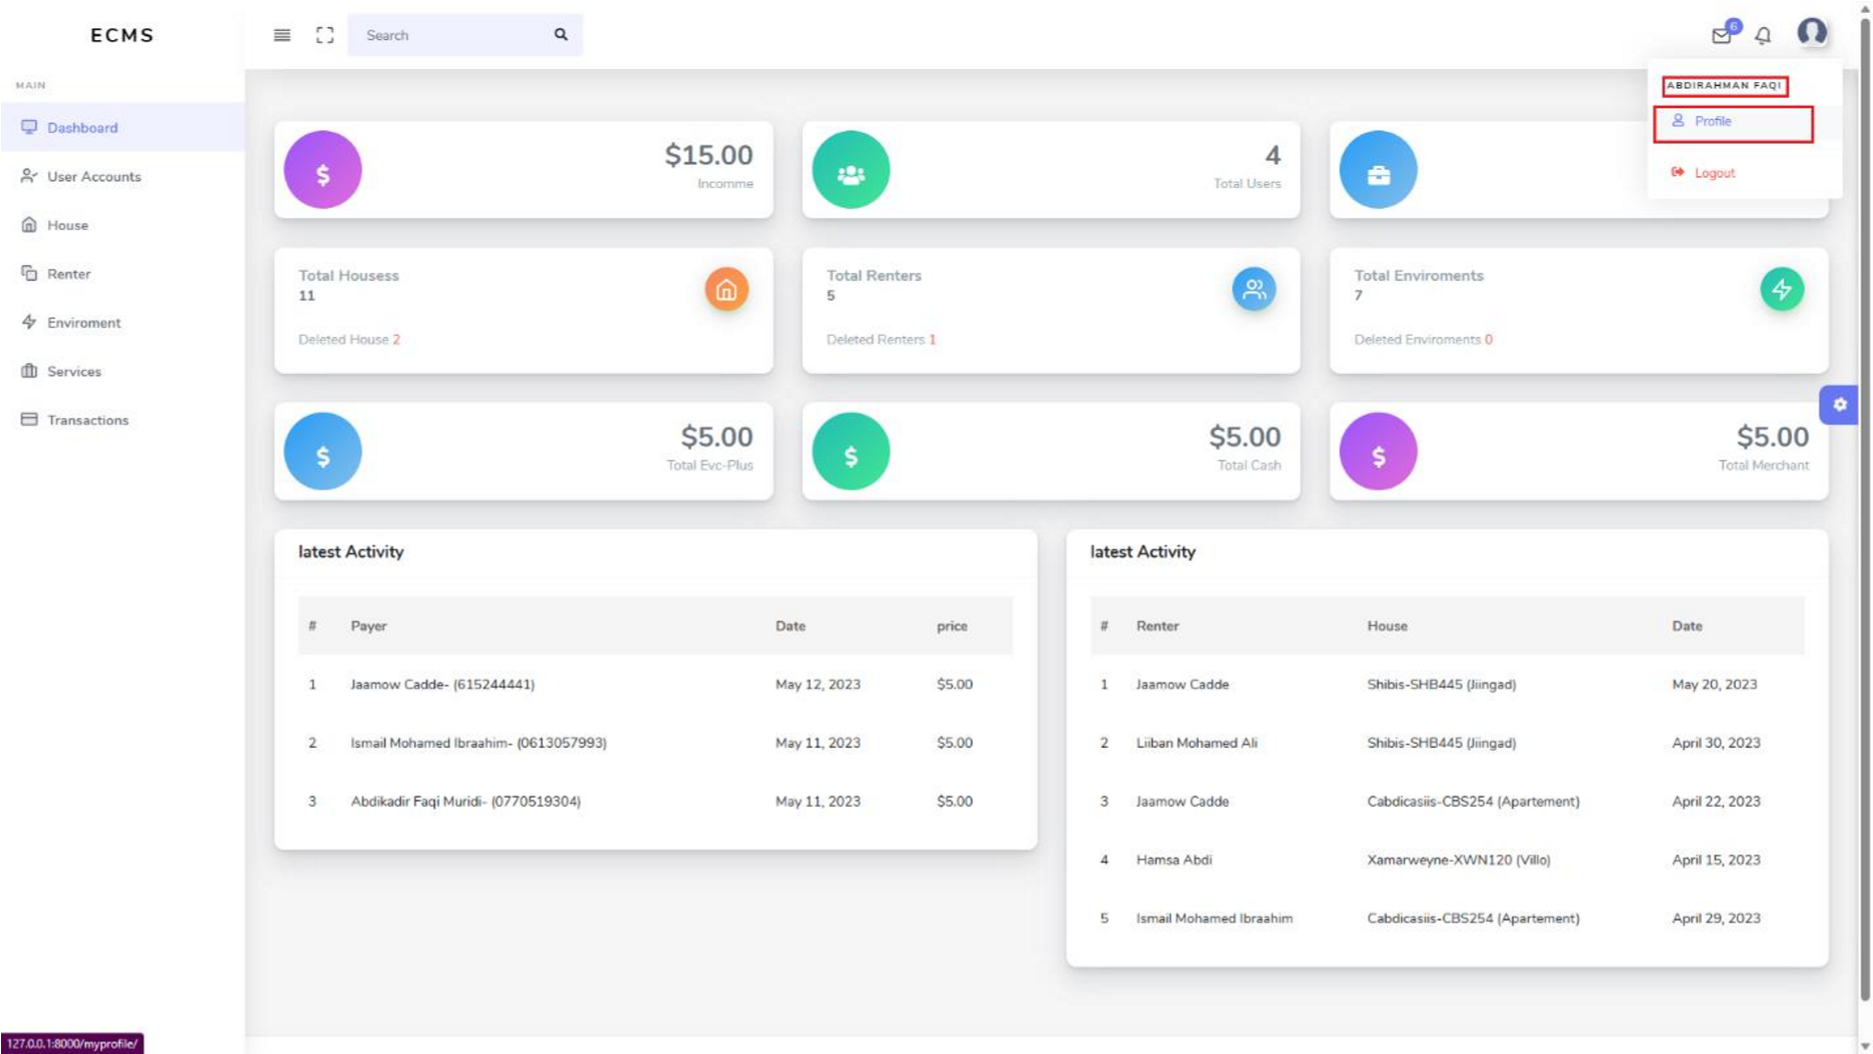 ECMS
Search
6
MAIN
Dashboard
User Accounts
House
Renter
Enviroment
Services
Transactions
ABDIRAHMAN FAQI
Profile
Logout
$15.00
Incomme
4
Total Users
Total Housess
11
Deleted House 2
Total Renters
5
Deleted Renters 1
Total Enviroments
7
Deleted Enviroments 0
$5.00
Total Evc-Plus
$5.00
Total Cash
$5.00
Total Merchant
latest Activity
# Payer Date price
1 Jaamow Cadde- (615244441) May 12, 2023 $5.00
2 Ismail Mohamed Ibraahim- (0613057993) May 11, 2023 $5.00
3 Abdikadir Faqi Muridi- (0770519304) May 11, 2023 $5.00
latest Activity
# Renter House Date
1 Jaamow Cadde Shibis-SHB445 (Jiingad) May 20, 2023
2 Liiban Mohamed Ali Shibis-SHB445 (Jiingad) April 30, 2023
3 Jaamow Cadde Cabdicasiis-CBS254 (Apartement) April 22, 2023
4 Hamsa Abdi Xamarweyne-XWN120 (Villo) April 15, 2023
5 Ismail Mohamed Ibraahim Cabdicasiis-CBS254 (Apartement) April 29, 2023
127.0.0.1:8000/myprofile/